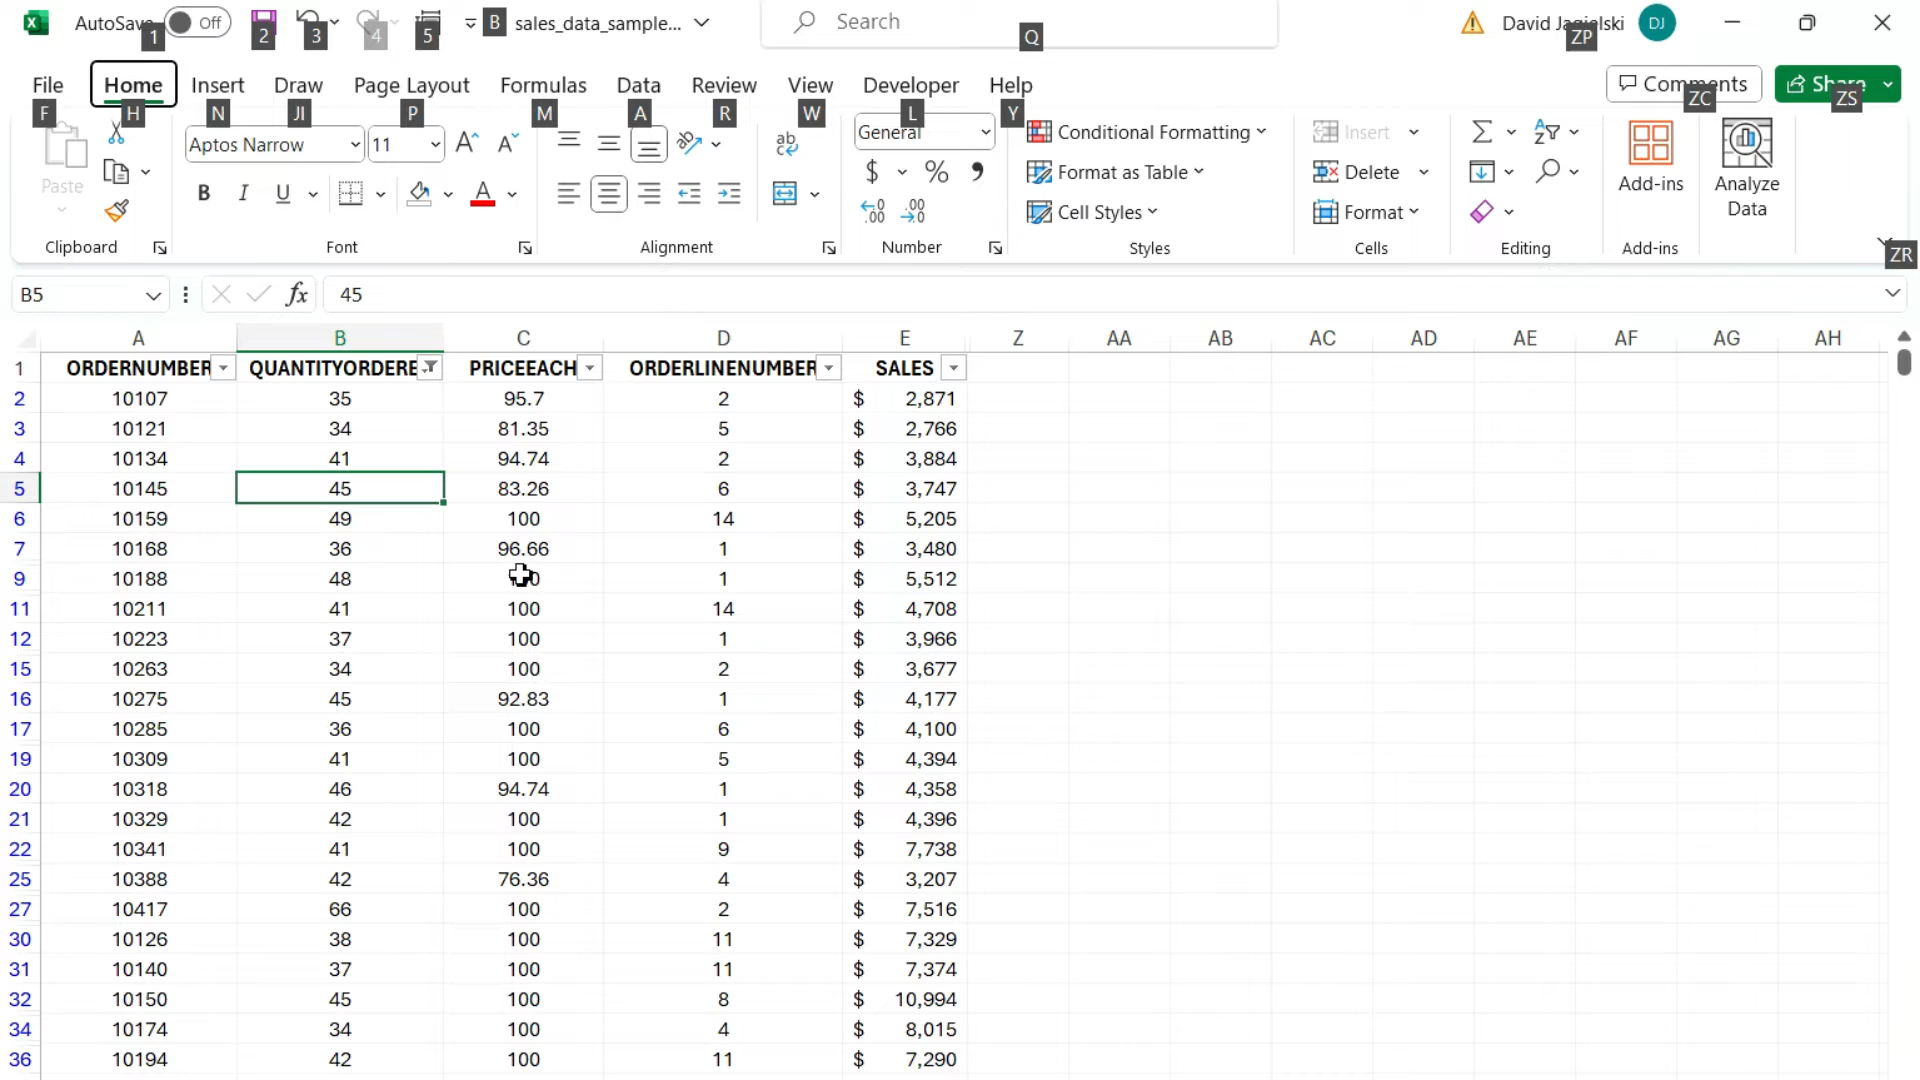 AutoSave Off sales_data_sample... Search David Jagielski DJ
1 2 3 4 5 B Q ZP
File Home Insert Draw Page Layout Formulas Data Review View Developer Help Comments Share
F H N JI P M A R W L Y ZC ZS
Paste Aptos Narrow 11 General Conditional Formatting Insert Add-ins Analyze Data
Format as Table Delete
Cell Styles Format
Clipboard Font Alignment Number Styles Cells Editing Add-ins ZR
B5 fx 45
A B C D E Z AA AB AC AD AE AF AG AH
1 ORDERNUMBER QUANTITYORDERE PRICEEACH ORDERLINENUMBER SALES
2 10107 35 95.7 2 $ 2,871
3 10121 34 81.35 5 $ 2,766
4 10134 41 94.74 2 $ 3,884
5 10145 45 83.26 6 $ 3,747
6 10159 49 100 14 $ 5,205
7 10168 36 96.66 1 $ 3,480
9 10188 48 1 $ 5,512
11 10211 41 100 14 $ 4,708
12 10223 37 100 1 $ 3,966
15 10263 34 100 2 $ 3,677
16 10275 45 92.83 1 $ 4,177
17 10285 36 100 6 $ 4,100
19 10309 41 100 5 $ 4,394
20 10318 46 94.74 1 $ 4,358
21 10329 42 100 1 $ 4,396
22 10341 41 100 9 $ 7,738
25 10388 42 76.36 4 $ 3,207
27 10417 66 100 2 $ 7,516
30 10126 38 100 11 $ 7,329
31 10140 37 100 11 $ 7,374
32 10150 45 100 8 $ 10,994
34 10174 34 100 4 $ 8,015
36 10194 42 100 11 $ 7,290